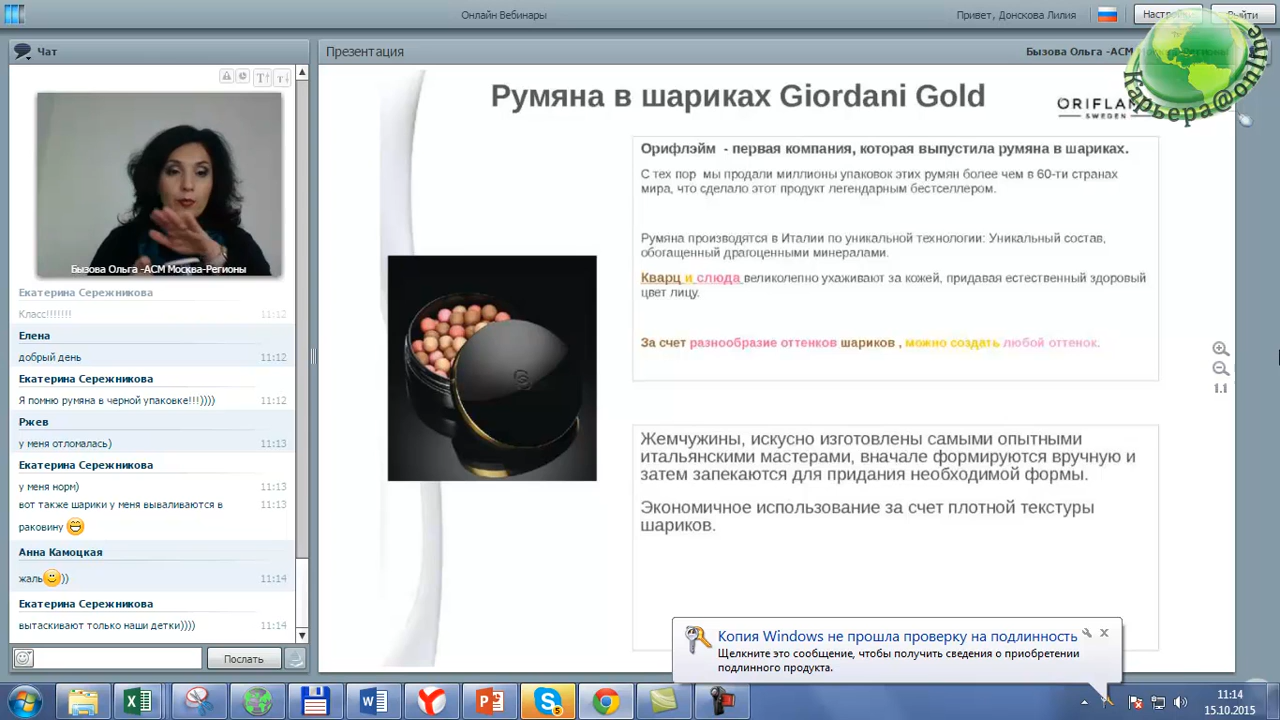 Онлайн Вебинары
Привет, Донскова Лилия
Выйти
Чат
Бызова Ольга -АСМ Москва-Регионы
Екатерина Сережникова
Класс!!!!!!! 11:12
Елена
добрый день 11:12
Екатерина Сережникова
Я помню румяна в черной упаковке!!!)))) 11:12
Ржев
у меня отломалась) 11:13
Екатерина Сережникова
у меня норм) 11:13
вот также шарики у меня вываливаются в 11:13
раковину
Анна Камоцкая
жаль )) 11:14
Екатерина Сережникова
вытаскивают только наши детки)))) 11:14
Послать
Презентация
Бызова Ольга -АСМ
Карьера@online
Румяна в шариках Giordani Gold
SWEDEN
Орифлэйм - первая компания, которая выпустила румяна в шариках.
С тех пор мы продали миллионы упаковок этих румян более чем в 60-ти странах
мира, что сделало этот продукт легендарным бестселлером.
Румяна производятся в Италии по уникальной технологии: Уникальный состав,
обогащенный драгоценными минералами.
Кварц и слюда великолепно ухаживают за кожей, придавая естественный здоровый
цвет лицу.
За счет разнообразие оттенков шариков , можно создать любой оттенок.
Жемчужины, искусно изготовлены самыми опытными
итальянскими мастерами, вначале формируются вручную и
затем запекаются для придания необходимой формы.
Экономичное использование за счет плотной текстуры
шариков.
1.1
Копия Windows не прошла проверку на подлинность
Щелкните это сообщение, чтобы получить сведения о приобретении
подлинного продукта.
11:14
15.10.2015